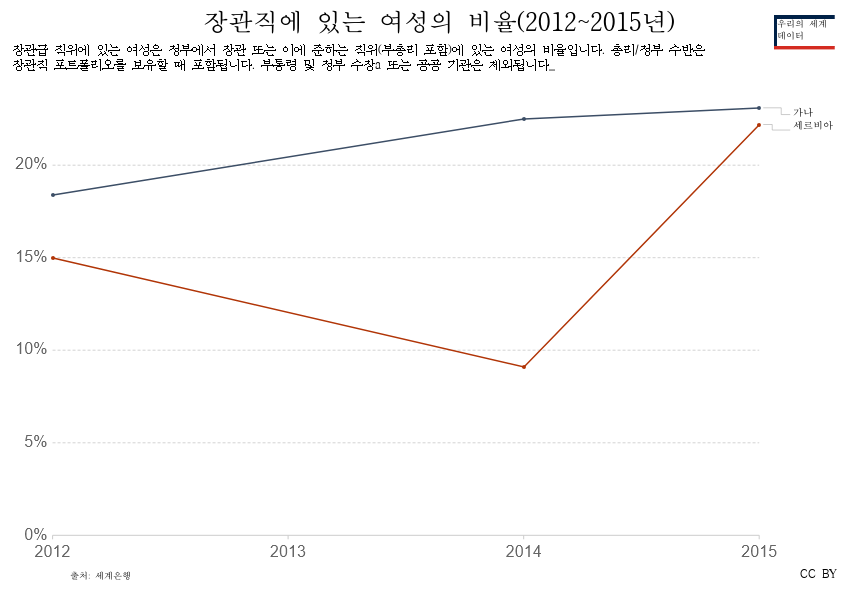 장관직에 있는 여성의 비율(2012~2015년)
장관급 직위에 있는 여성은 정부에서 장관 또는 이에 준하는 직위(부총리 포함)에 있는 여성의 비율입니다. 총리/정부 수반은
장관직 포트폴리오를 보유할 때 포함됩니다. 부통령 및 정부 수장 또는 공공 기관은 제외됩니다_
우리의 세계
데이터
가나
세르비아
20%
15%
10%
5%
0%
2012 2013 2014 2015
출처: 세계은행
CC BY